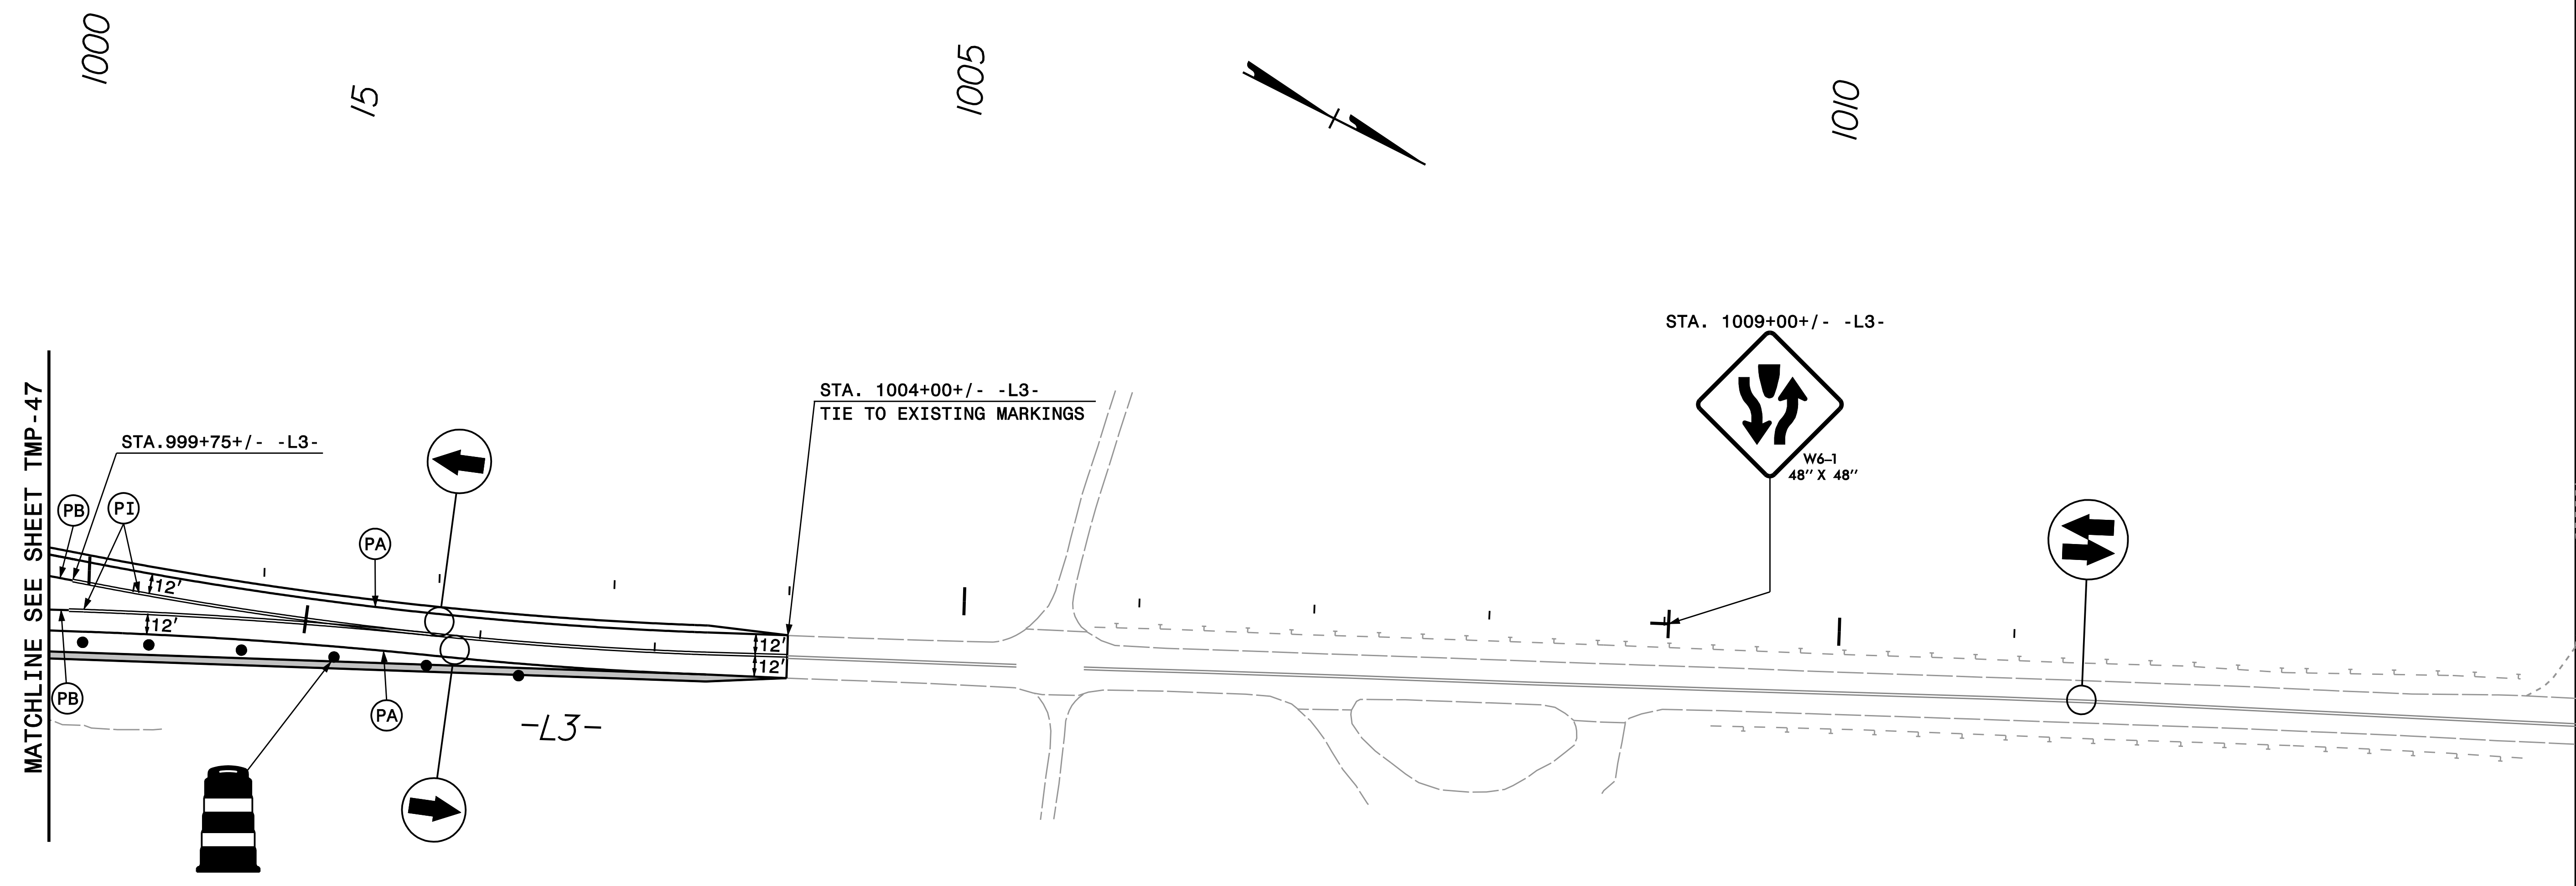 1000
15
1005
1010
STA. 1009+00+/- -L3-
W6-1
48" X 48"
STA. 1004+00+/- -L3-
TIE TO EXISTING MARKINGS
STA.999+75+/- -L3-
MATCHLINE SEE SHEET TMP-47
PB
PI
PA
12'
12'
12'
12'
PB
PA
-L3-